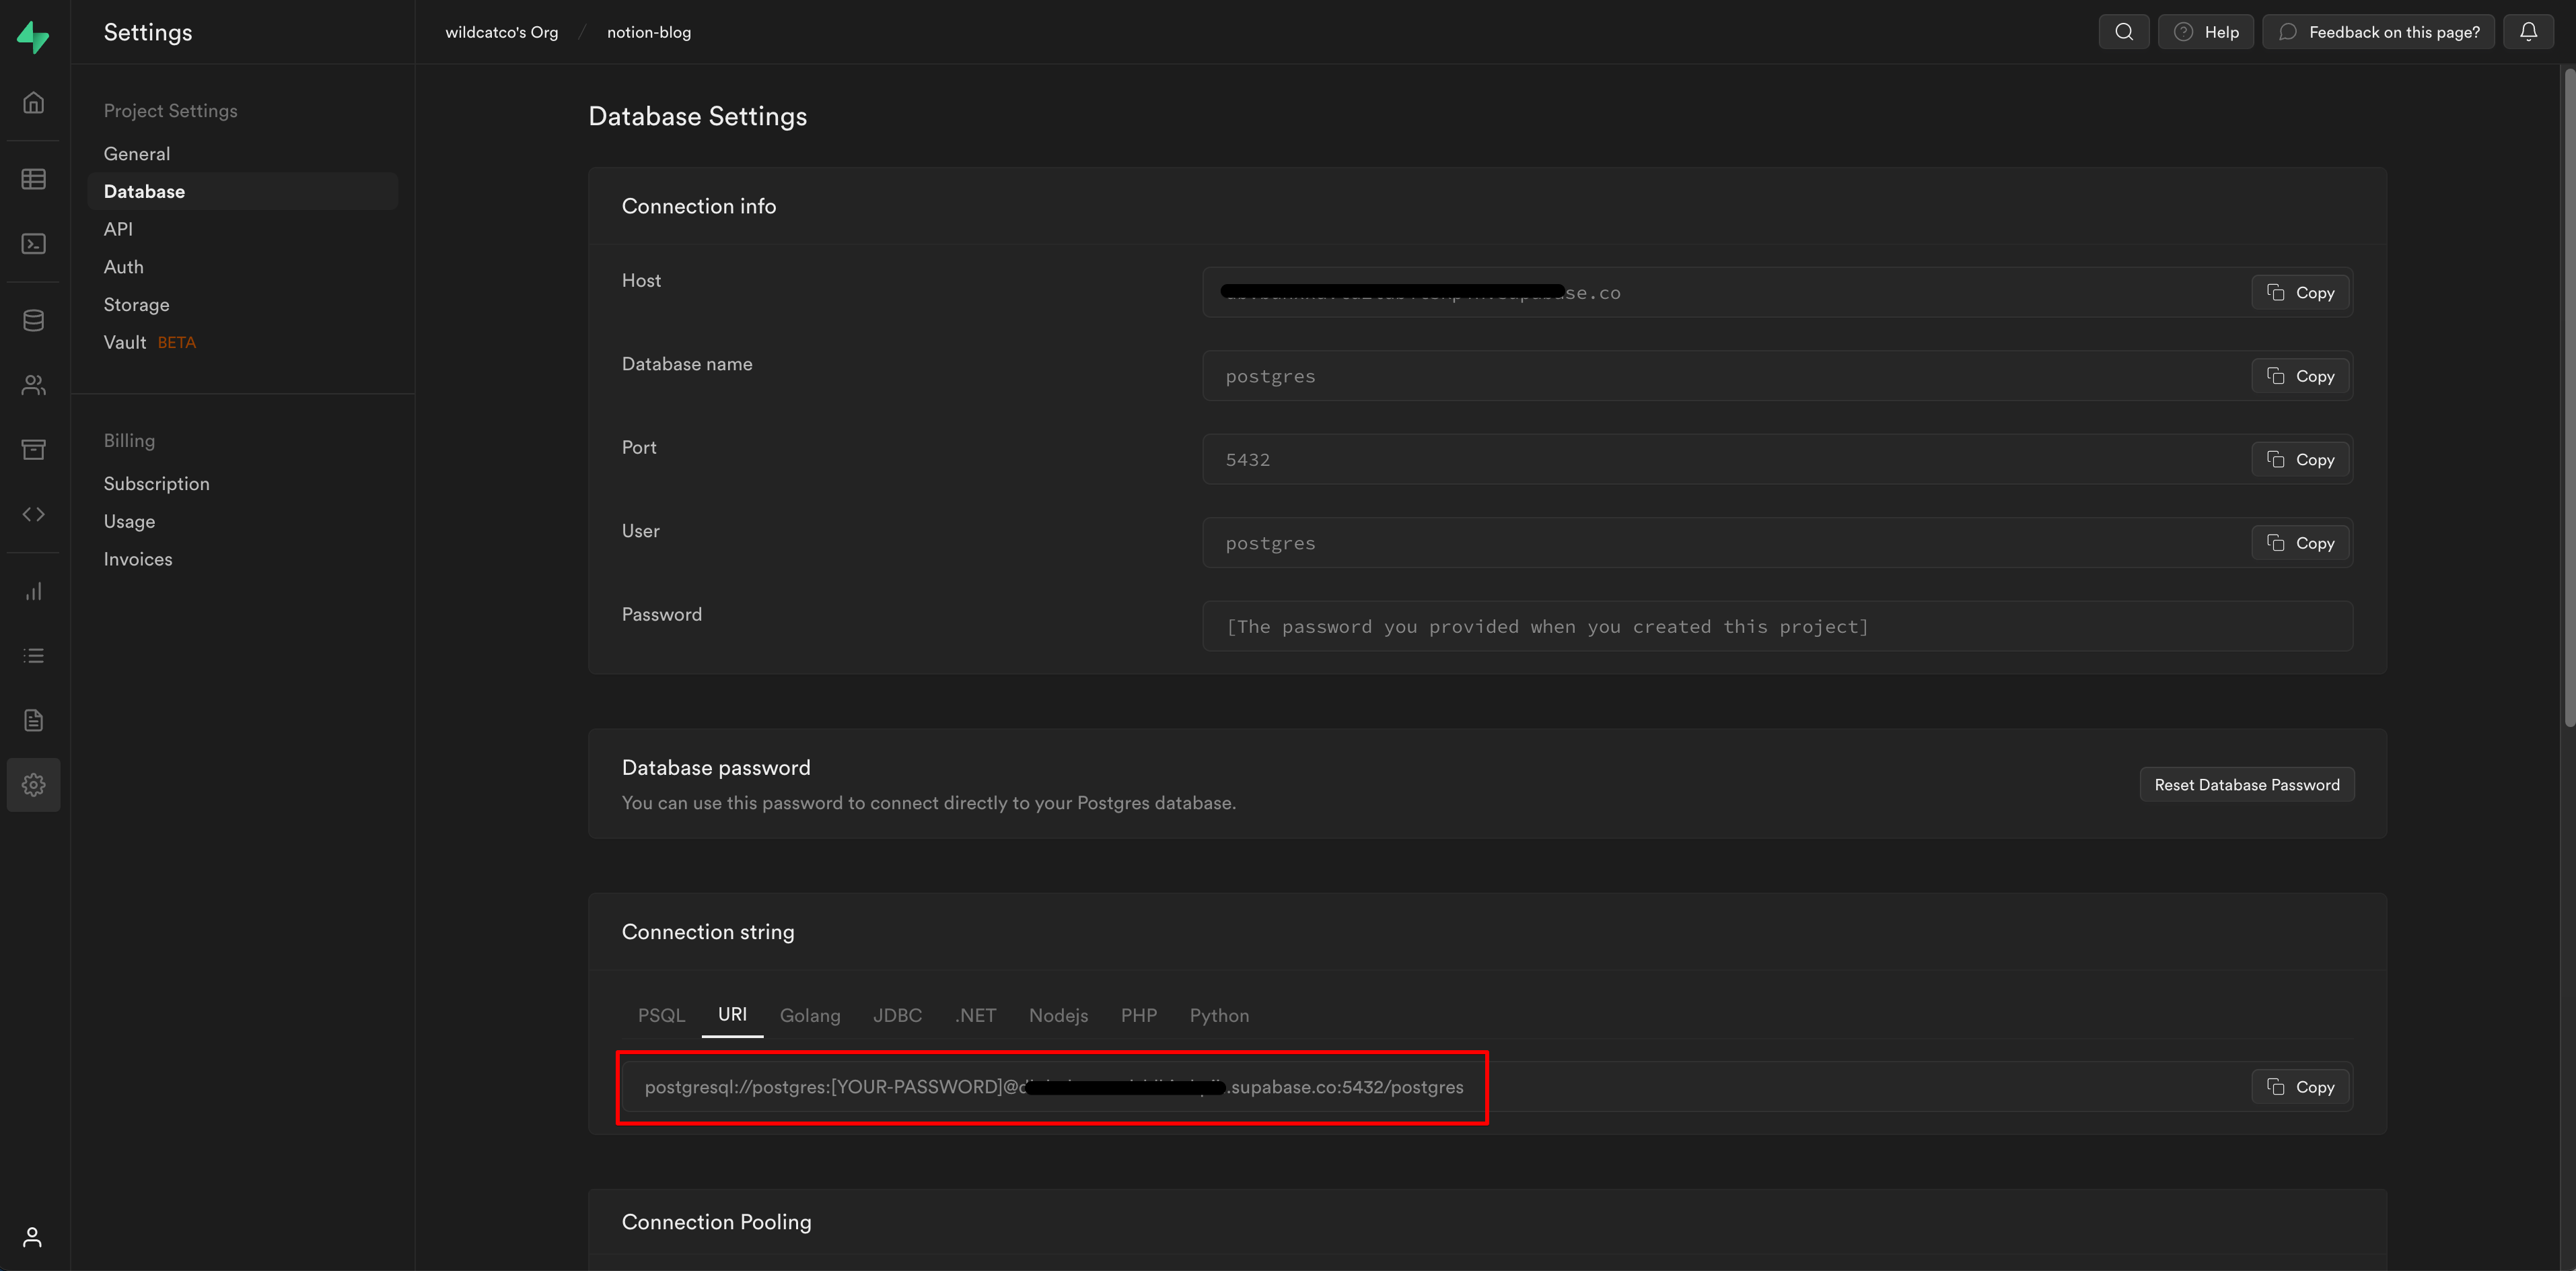 Settings
wildcatco's Org / notion-blog
Help
Feedback on this page?
Project Settings
General
Database
API
Auth
Storage
Vault BETA
Billing
Subscription
Usage
Invoices
Database Settings
Connection info
Host
se.co
Copy
Database name
postgres
Copy
Port
5432
Copy
User
postgres
Copy
Password
[The password you provided when you created this project]
Database password
You can use this password to connect directly to your Postgres database.
Reset Database Password
Connection string
PSQL URI Golang JDBC .NET Nodejs PHP Python
postgresql://postgres:[YOUR-PASSWORD]@d .supabase.co:5432/postgres
Copy
Connection Pooling